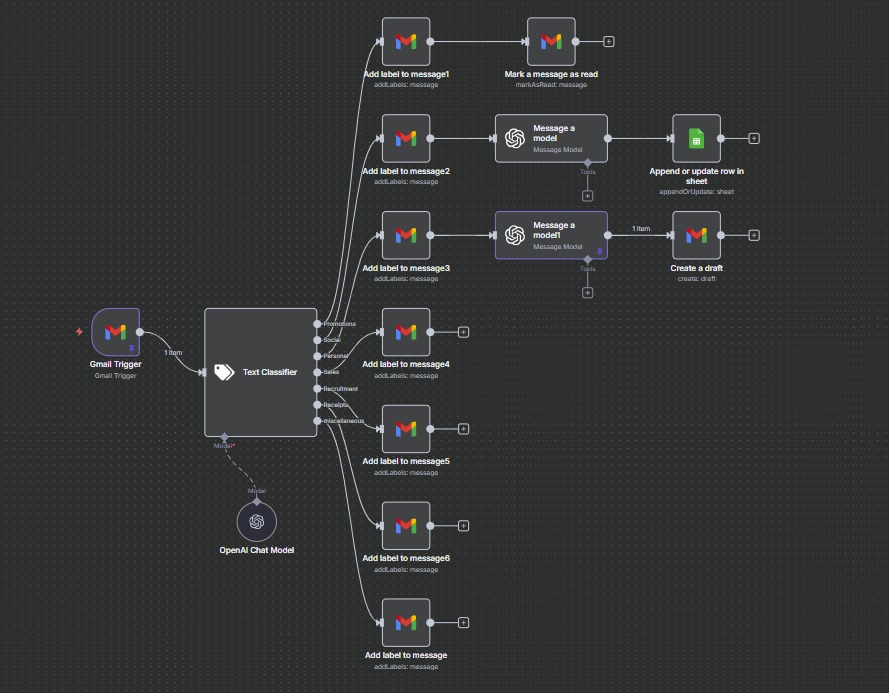 Add label to message1
addLabels: message
Mark a message as read
markAsRead: message
Add label to message2
addLabels: message
Message a
model
Message Model
Tools
Append or update row in
sheet
appendOrUpdate: sheet
Add label to message3
addLabels: message
Message a
model1
Message Model
Tools
1 item
Create a draft
create: draft
Gmail Trigger
Gmail Trigger
1 item
Text Classifier
Model*
Promotions
Social
Personal
Sales
Recruitment
Receipts
miscellaneous
Model
OpenAI Chat Model
Add label to message4
addLabels: message
Add label to message5
addLabels: message
Add label to message6
addLabels: message
Add label to message
addLabels: message